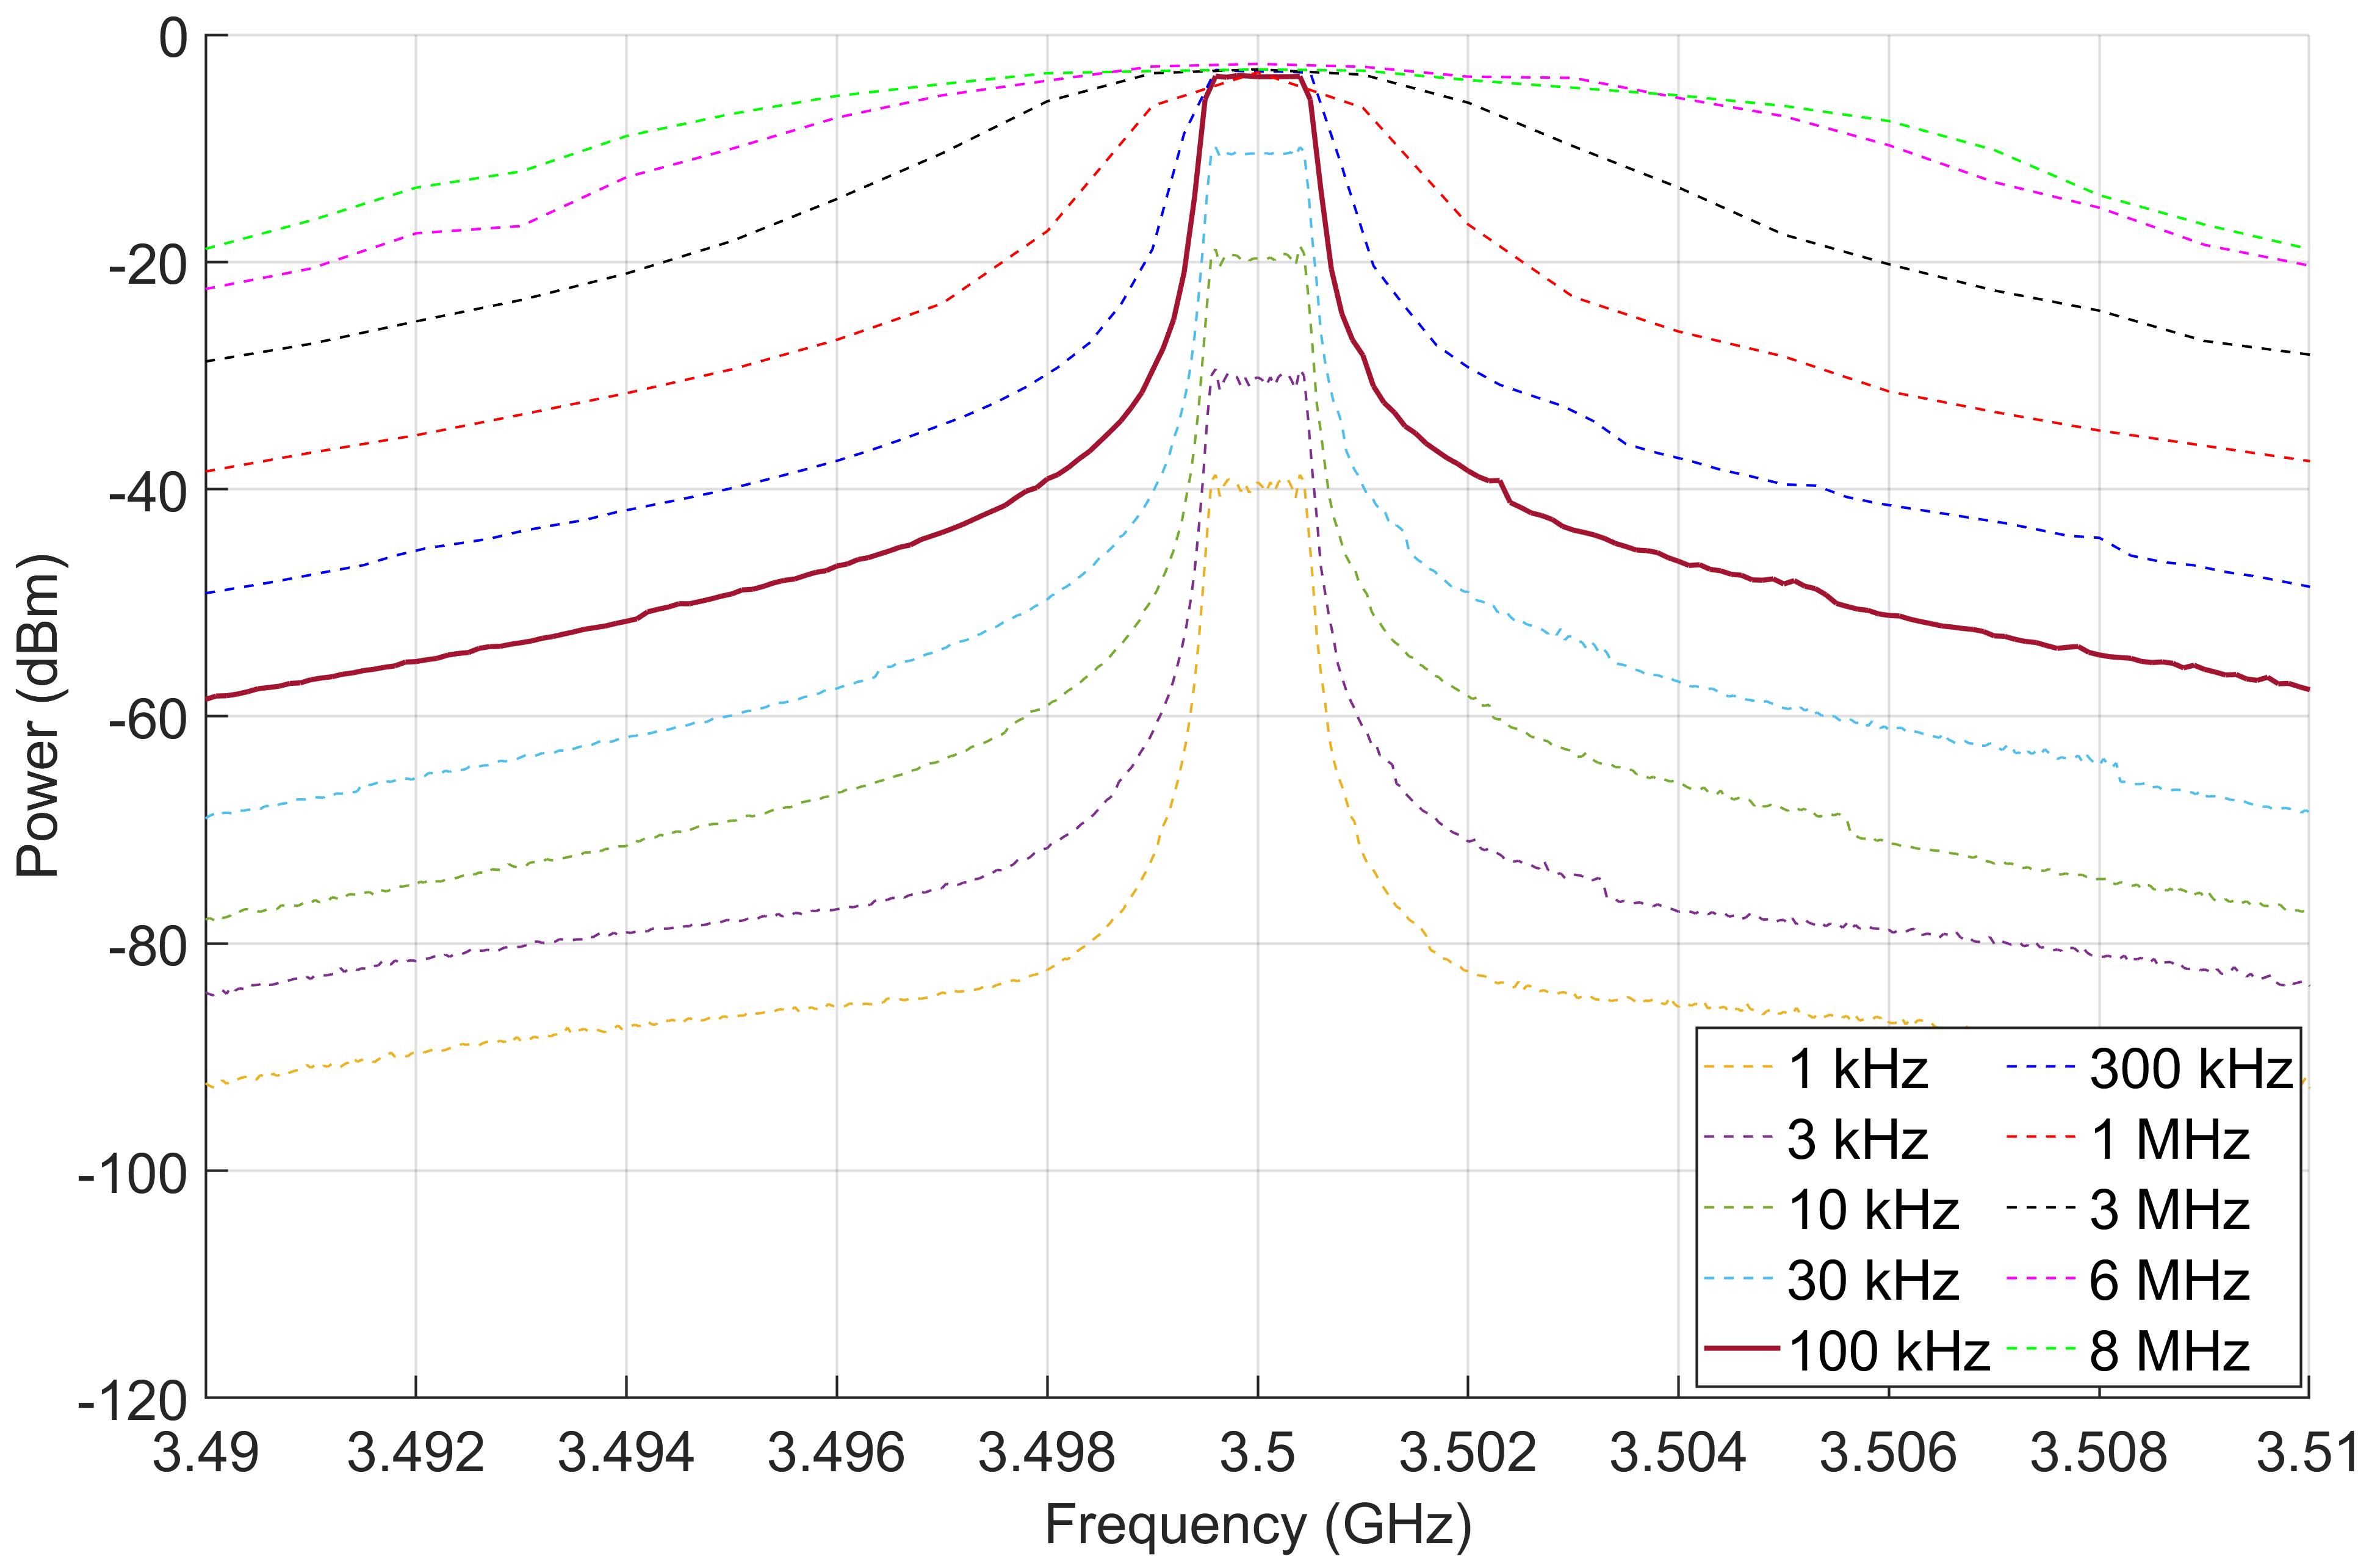 0
-20
-40
-60
-80
-100
-120
Power (dBm)
3.49 3.492 3.494 3.496 3.498 3.5 3.502 3.504 3.506 3.508 3.51
Frequency (GHz)
1 kHz 300 kHz
3 kHz 1 MHz
10 kHz 3 MHz
30 kHz 6 MHz
100 kHz 8 MHz